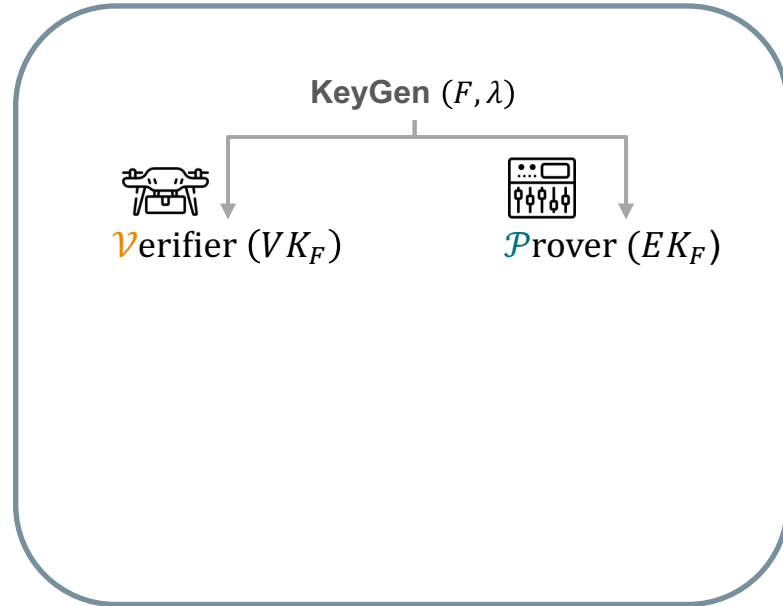 KeyGen (F, λ)
𝒱erifier (VK_F)
𝒫rover (EK_F)